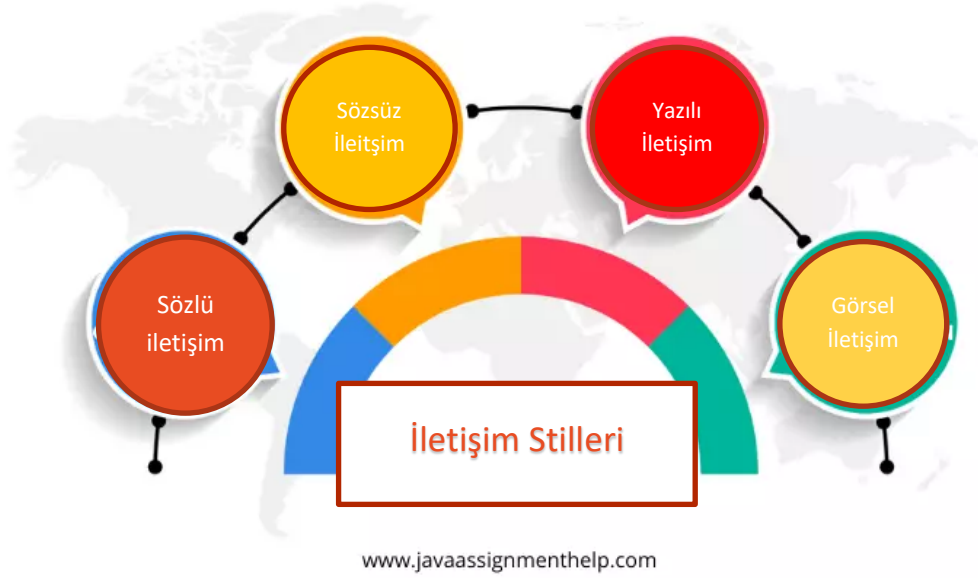 Sözsüz
İleitşim
Yazılı
İletişim
Sözlü
iletişim
Görsel
İletişim
İletişim Stilleri
www.javaassignmenthelp.com